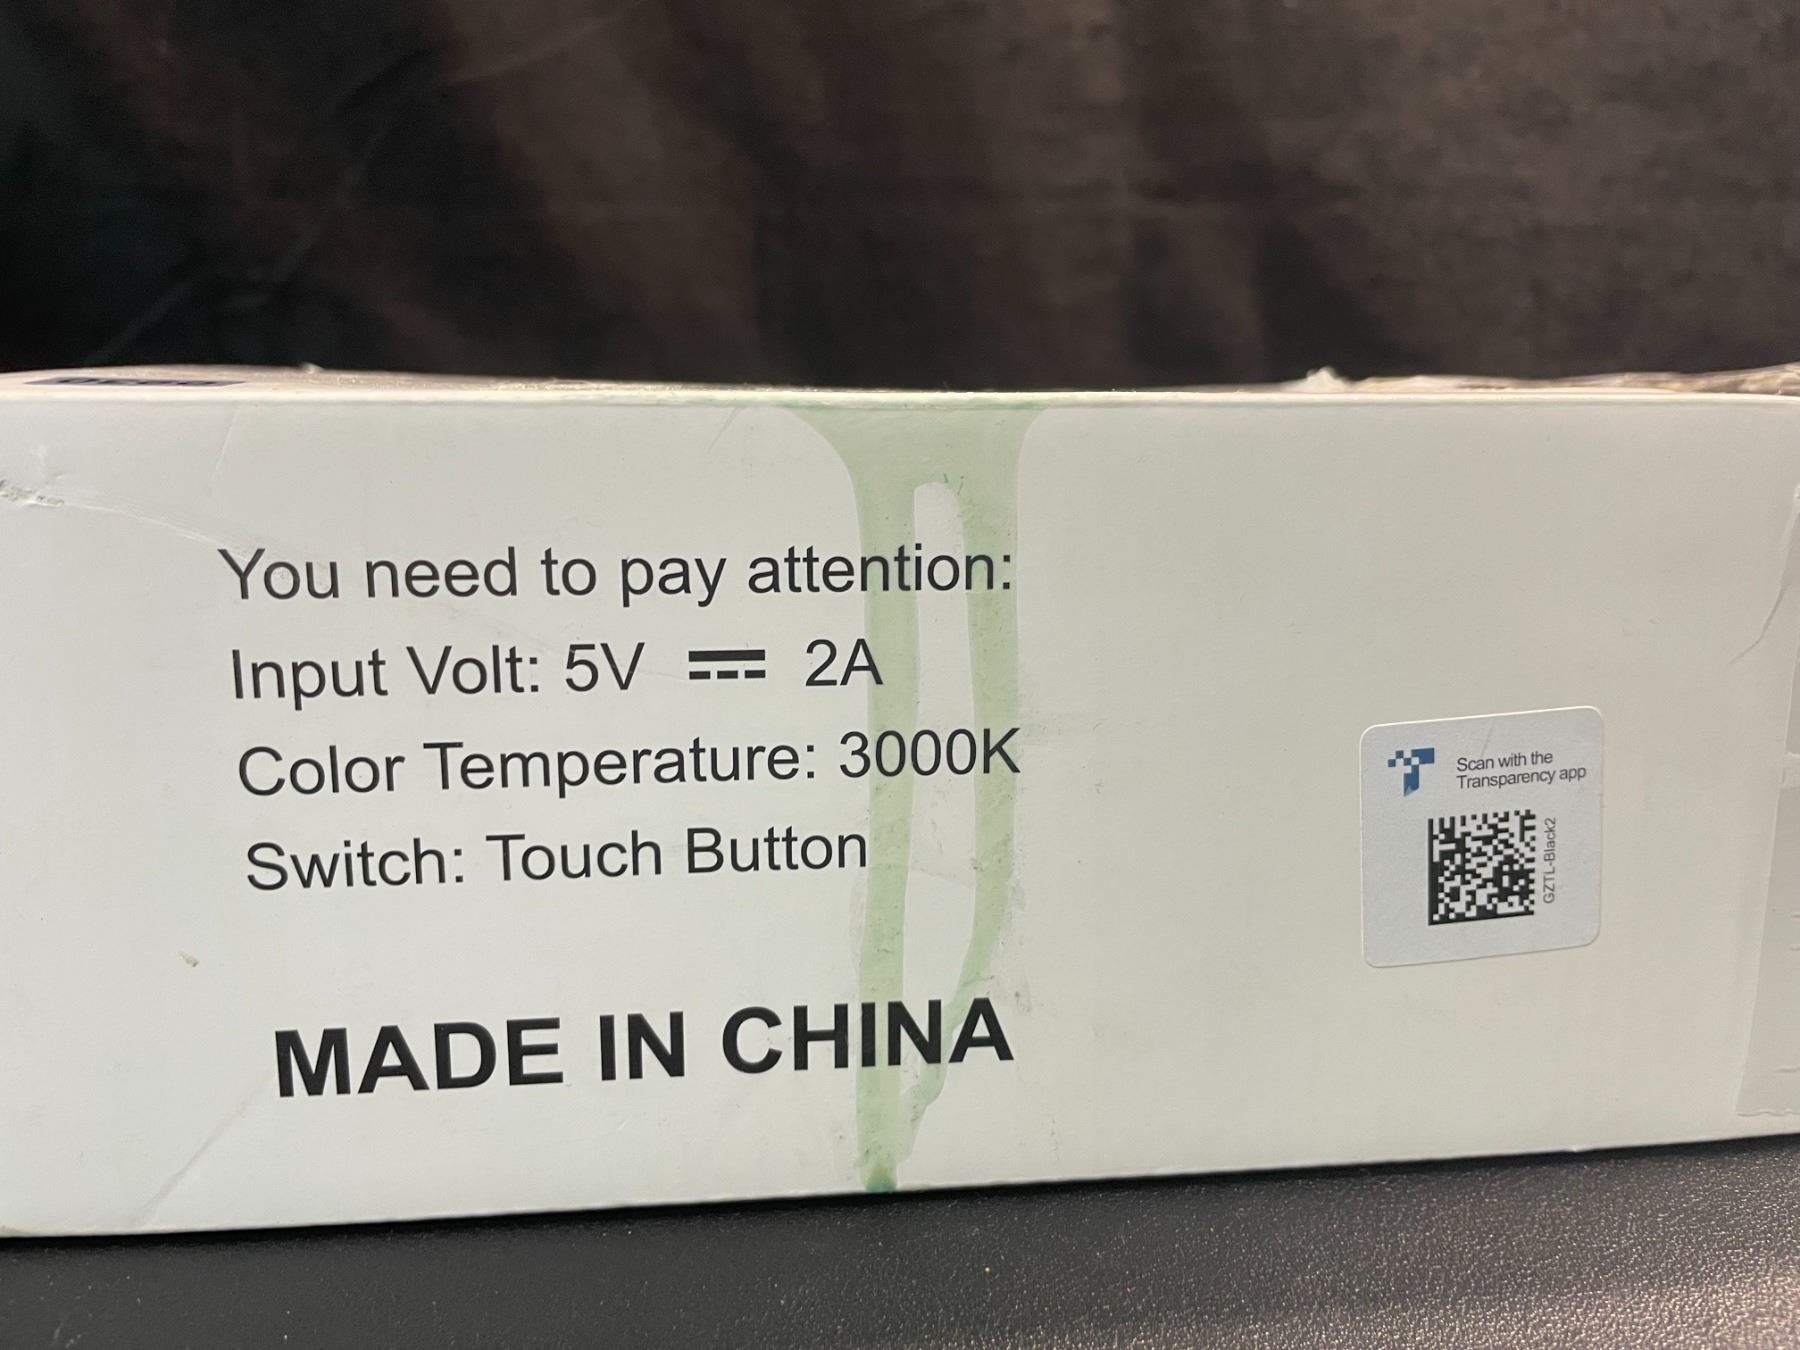 You need to pay attention:
Input Volt: 5V ⎓ 2A
Color Temperature: 3000K
Switch: Touch Button
MADE IN CHINA
Scan with the
Transparency app
GZTL-Black2